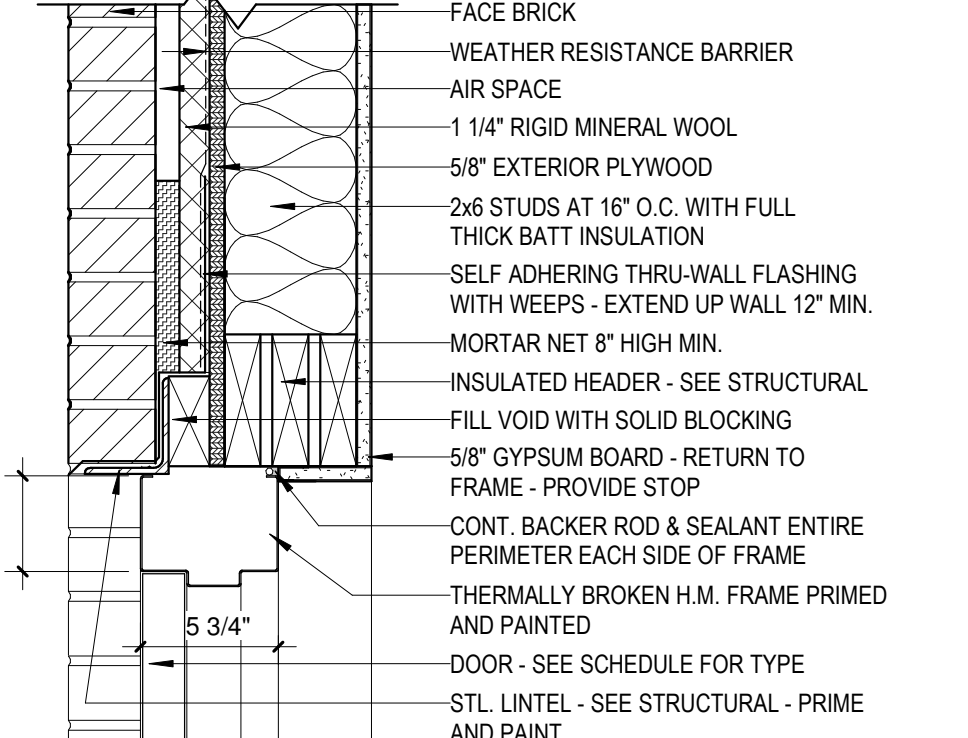 FACE BRICK
WEATHER RESISTANCE BARRIER
AIR SPACE
1 1/4" RIGID MINERAL WOOL
5/8" EXTERIOR PLYWOOD
2x6 STUDS AT 16" O.C. WITH FULL
THICK BATT INSULATION
SELF ADHERING THRU-WALL FLASHING
WITH WEEPS - EXTEND UP WALL 12" MIN.
MORTAR NET 8" HIGH MIN.
INSULATED HEADER - SEE STRUCTURAL
FILL VOID WITH SOLID BLOCKING
5/8" GYPSUM BOARD - RETURN TO
FRAME - PROVIDE STOP
CONT. BACKER ROD & SEALANT ENTIRE
PERIMETER EACH SIDE OF FRAME
THERMALLY BROKEN H.M. FRAME PRIMED
AND PAINTED
5 3/4"
DOOR - SEE SCHEDULE FOR TYPE
STL. LINTEL - SEE STRUCTURAL - PRIME
AND PAINT